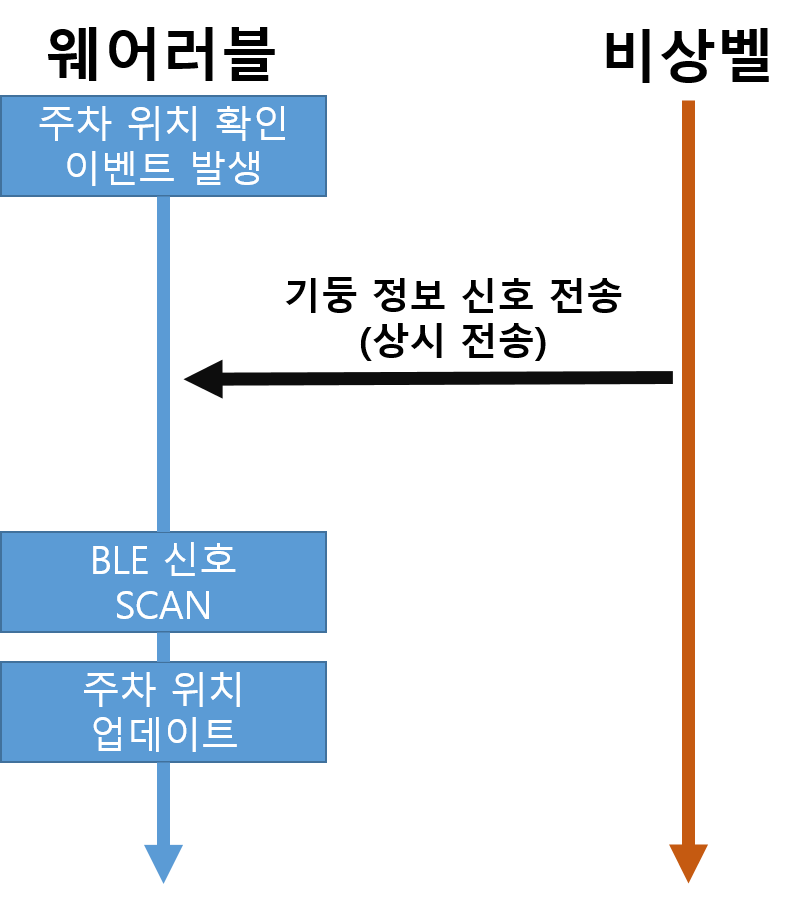 웨어러블
비상벨
주차 위치 확인
이벤트 발생
기둥 정보 신호 전송
(상시 전송)
BLE 신호
SCAN
주차 위치
업데이트